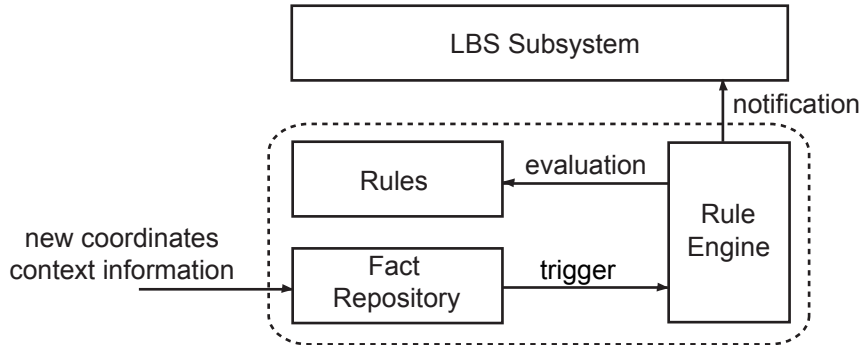 LBS Subsystem
notification
Rules
evaluation
Rule
Engine
new coordinates
context information
Fact
Repository
trigger